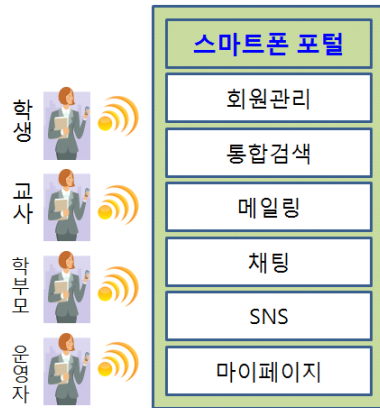 스마트폰 포털
회원관리
통합검색
메일링
채팅
SNS
마이페이지
학생
교사
학부모
운영자